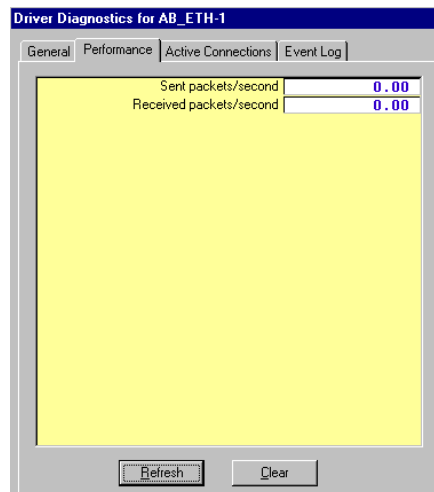 Driver Diagnostics for AB_ETH-1
General Performance Active Connections Event Log
Sent packets/second 0.00
Received packets/second 0.00
Refresh Clear